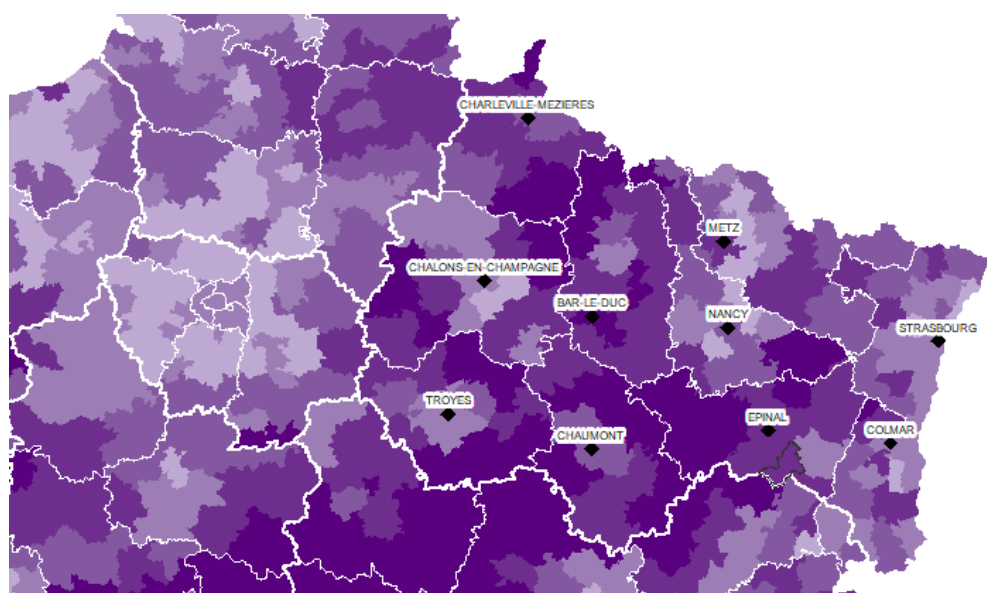 CHARLEVILLE-MEZIERES
METZ
CHALONS-EN-CHAMPAGNE
BAR-LE-DUC
NANCY
STRASBOURG
TROYES
EPINAL
CHAUMONT
COLMAR